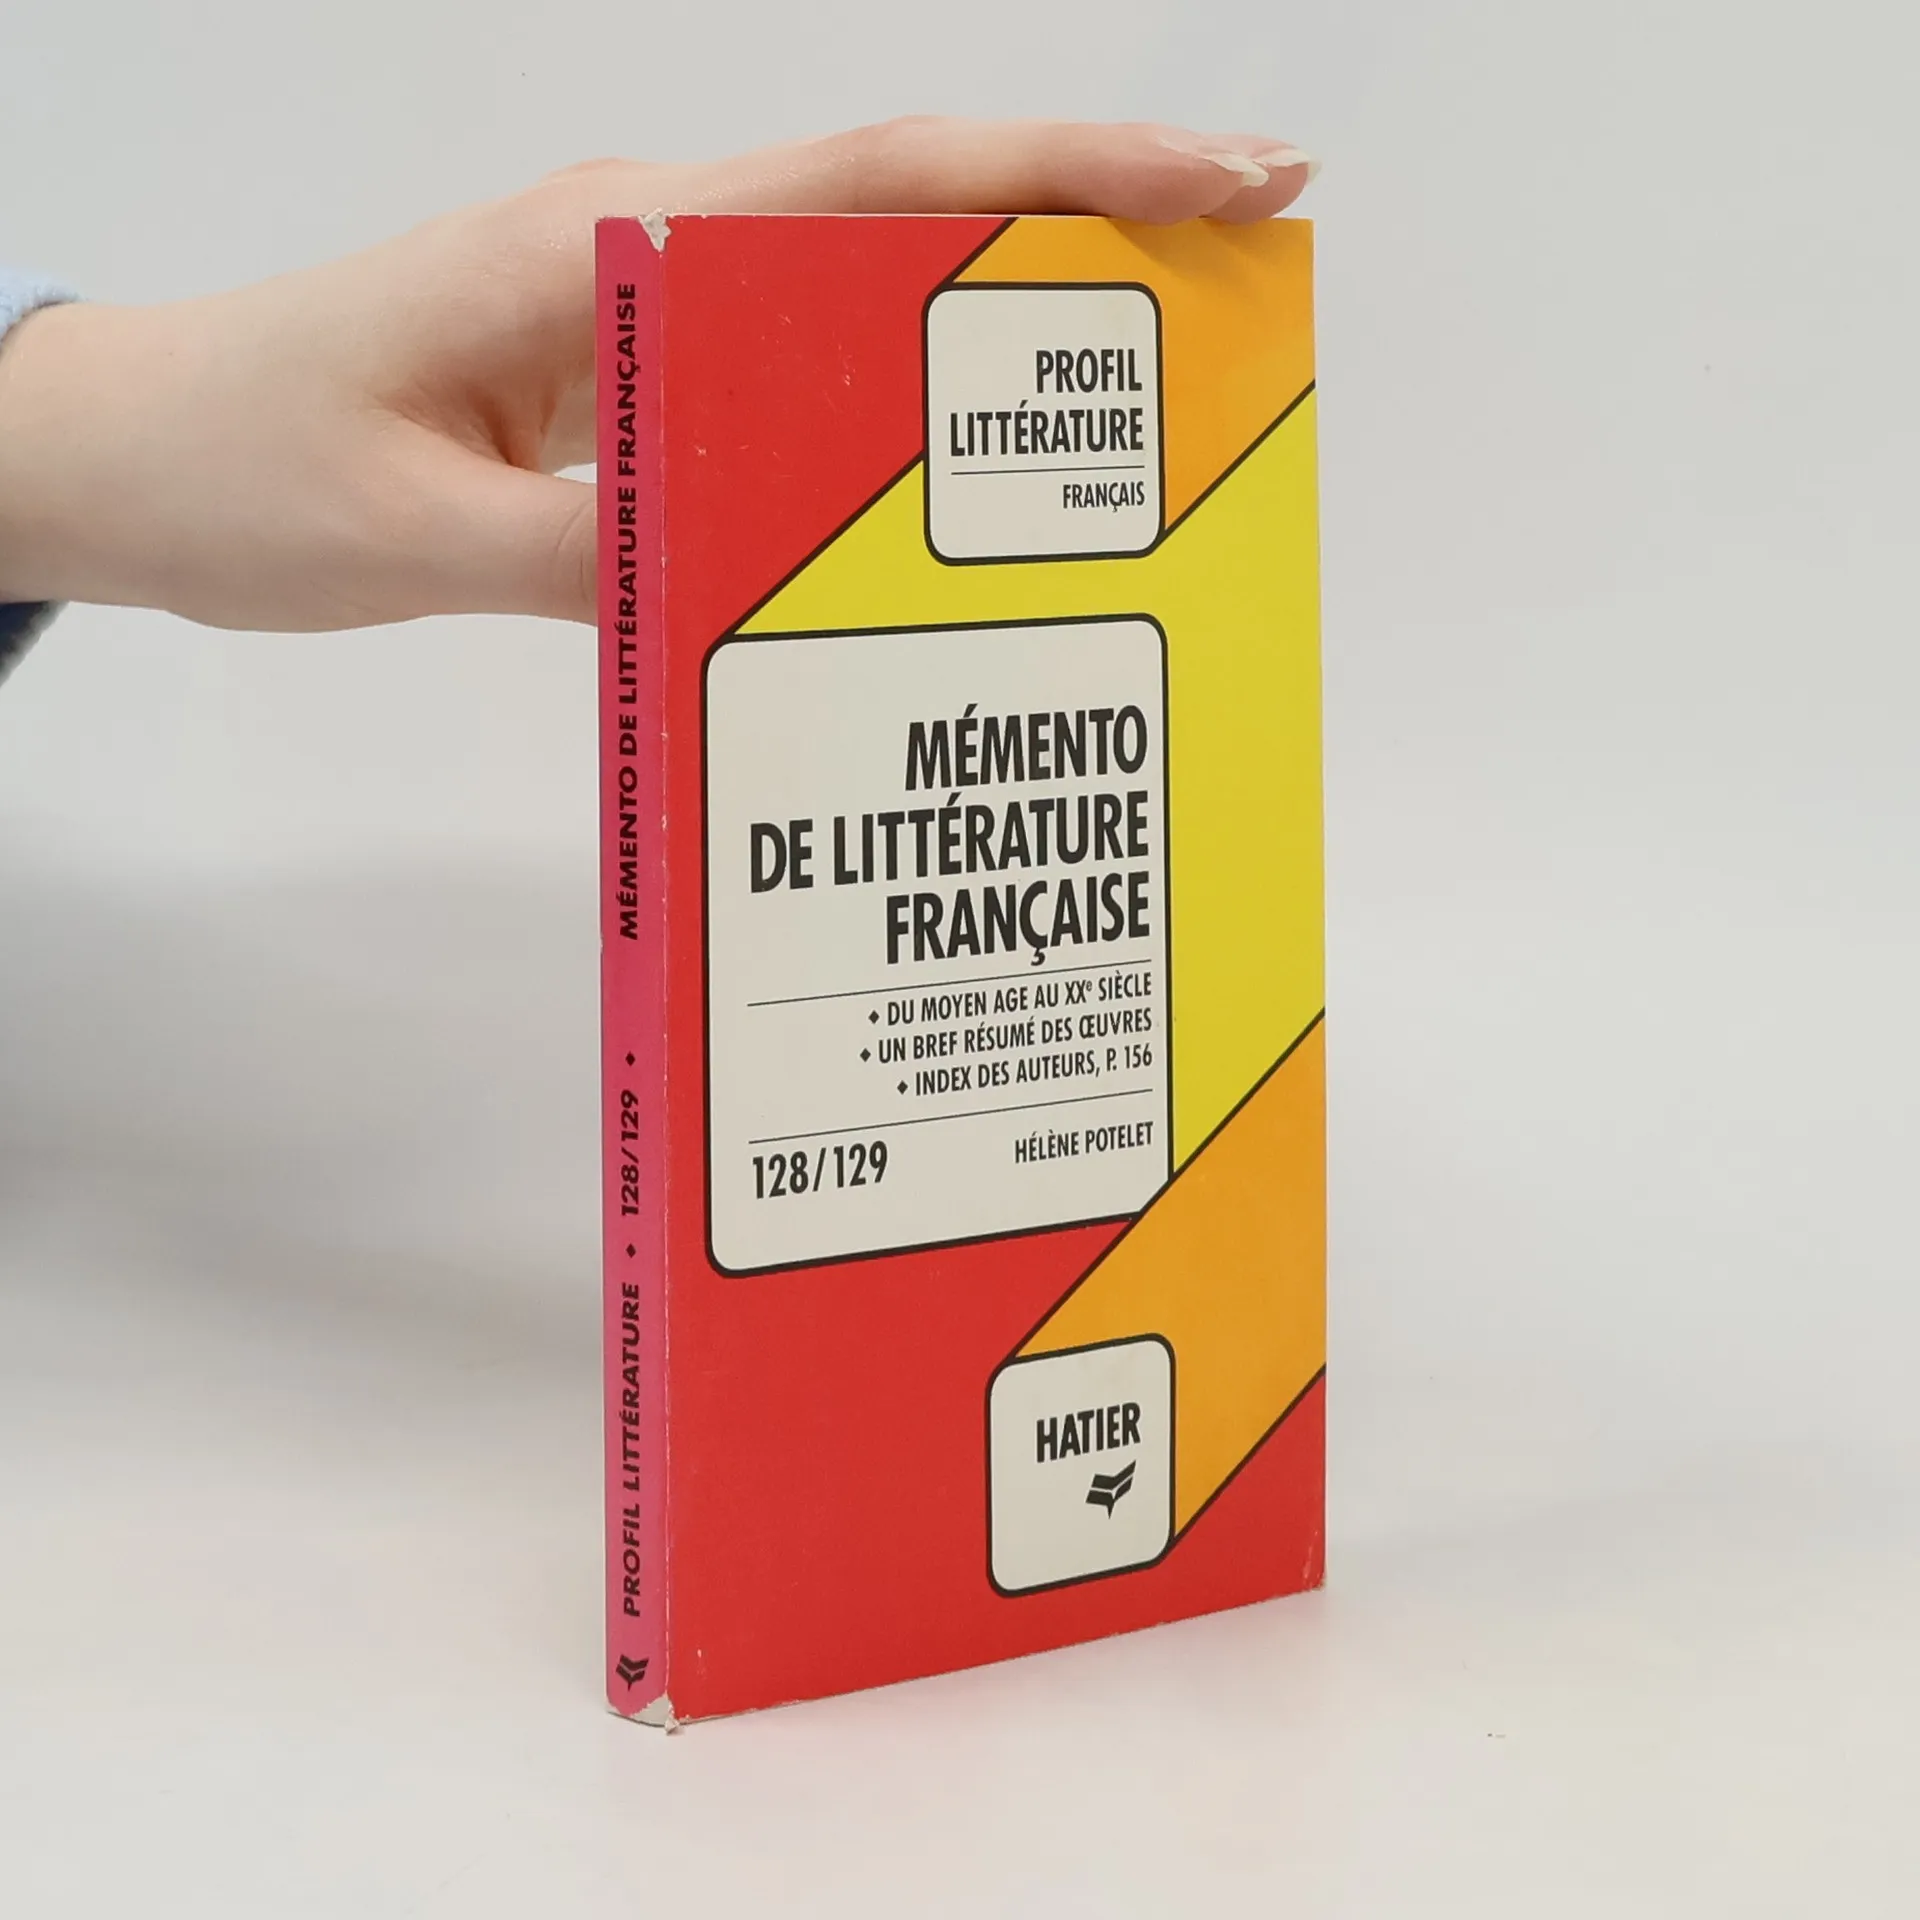 MÉMENTO DE LITTÉRATURE FRANÇAISE
128/129
PROFIL LITTÉRATURE
PROFIL
LITTÉRATURE
FRANÇAIS
MÉMENTO
DE LITTÉRATURE
FRANÇAISE
♦ DU MOYEN AGE AU XXᵉ SIÈCLE
♦ UN BREF RÉSUMÉ DES ŒUVRES
♦ INDEX DES AUTEURS, P. 156
128/129 HÉLÈNE POTELET
HATIER